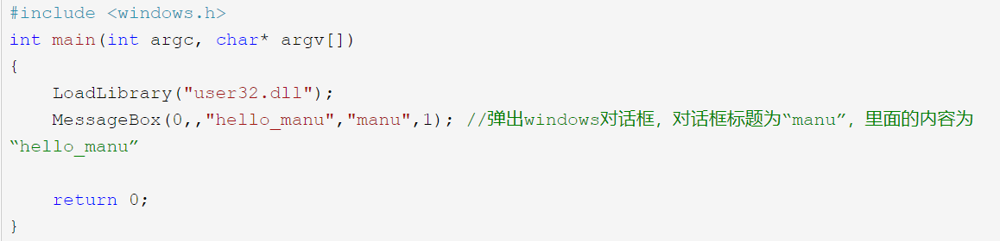 #include <windows.h>
int main(int argc, char* argv[])
{
    LoadLibrary("user32.dll");
    MessageBox(0,,"hello_manu","manu",1); //弹出windows对话框，对话框标题为“manu”，里面的内容为
“hello_manu”
    return 0;
}